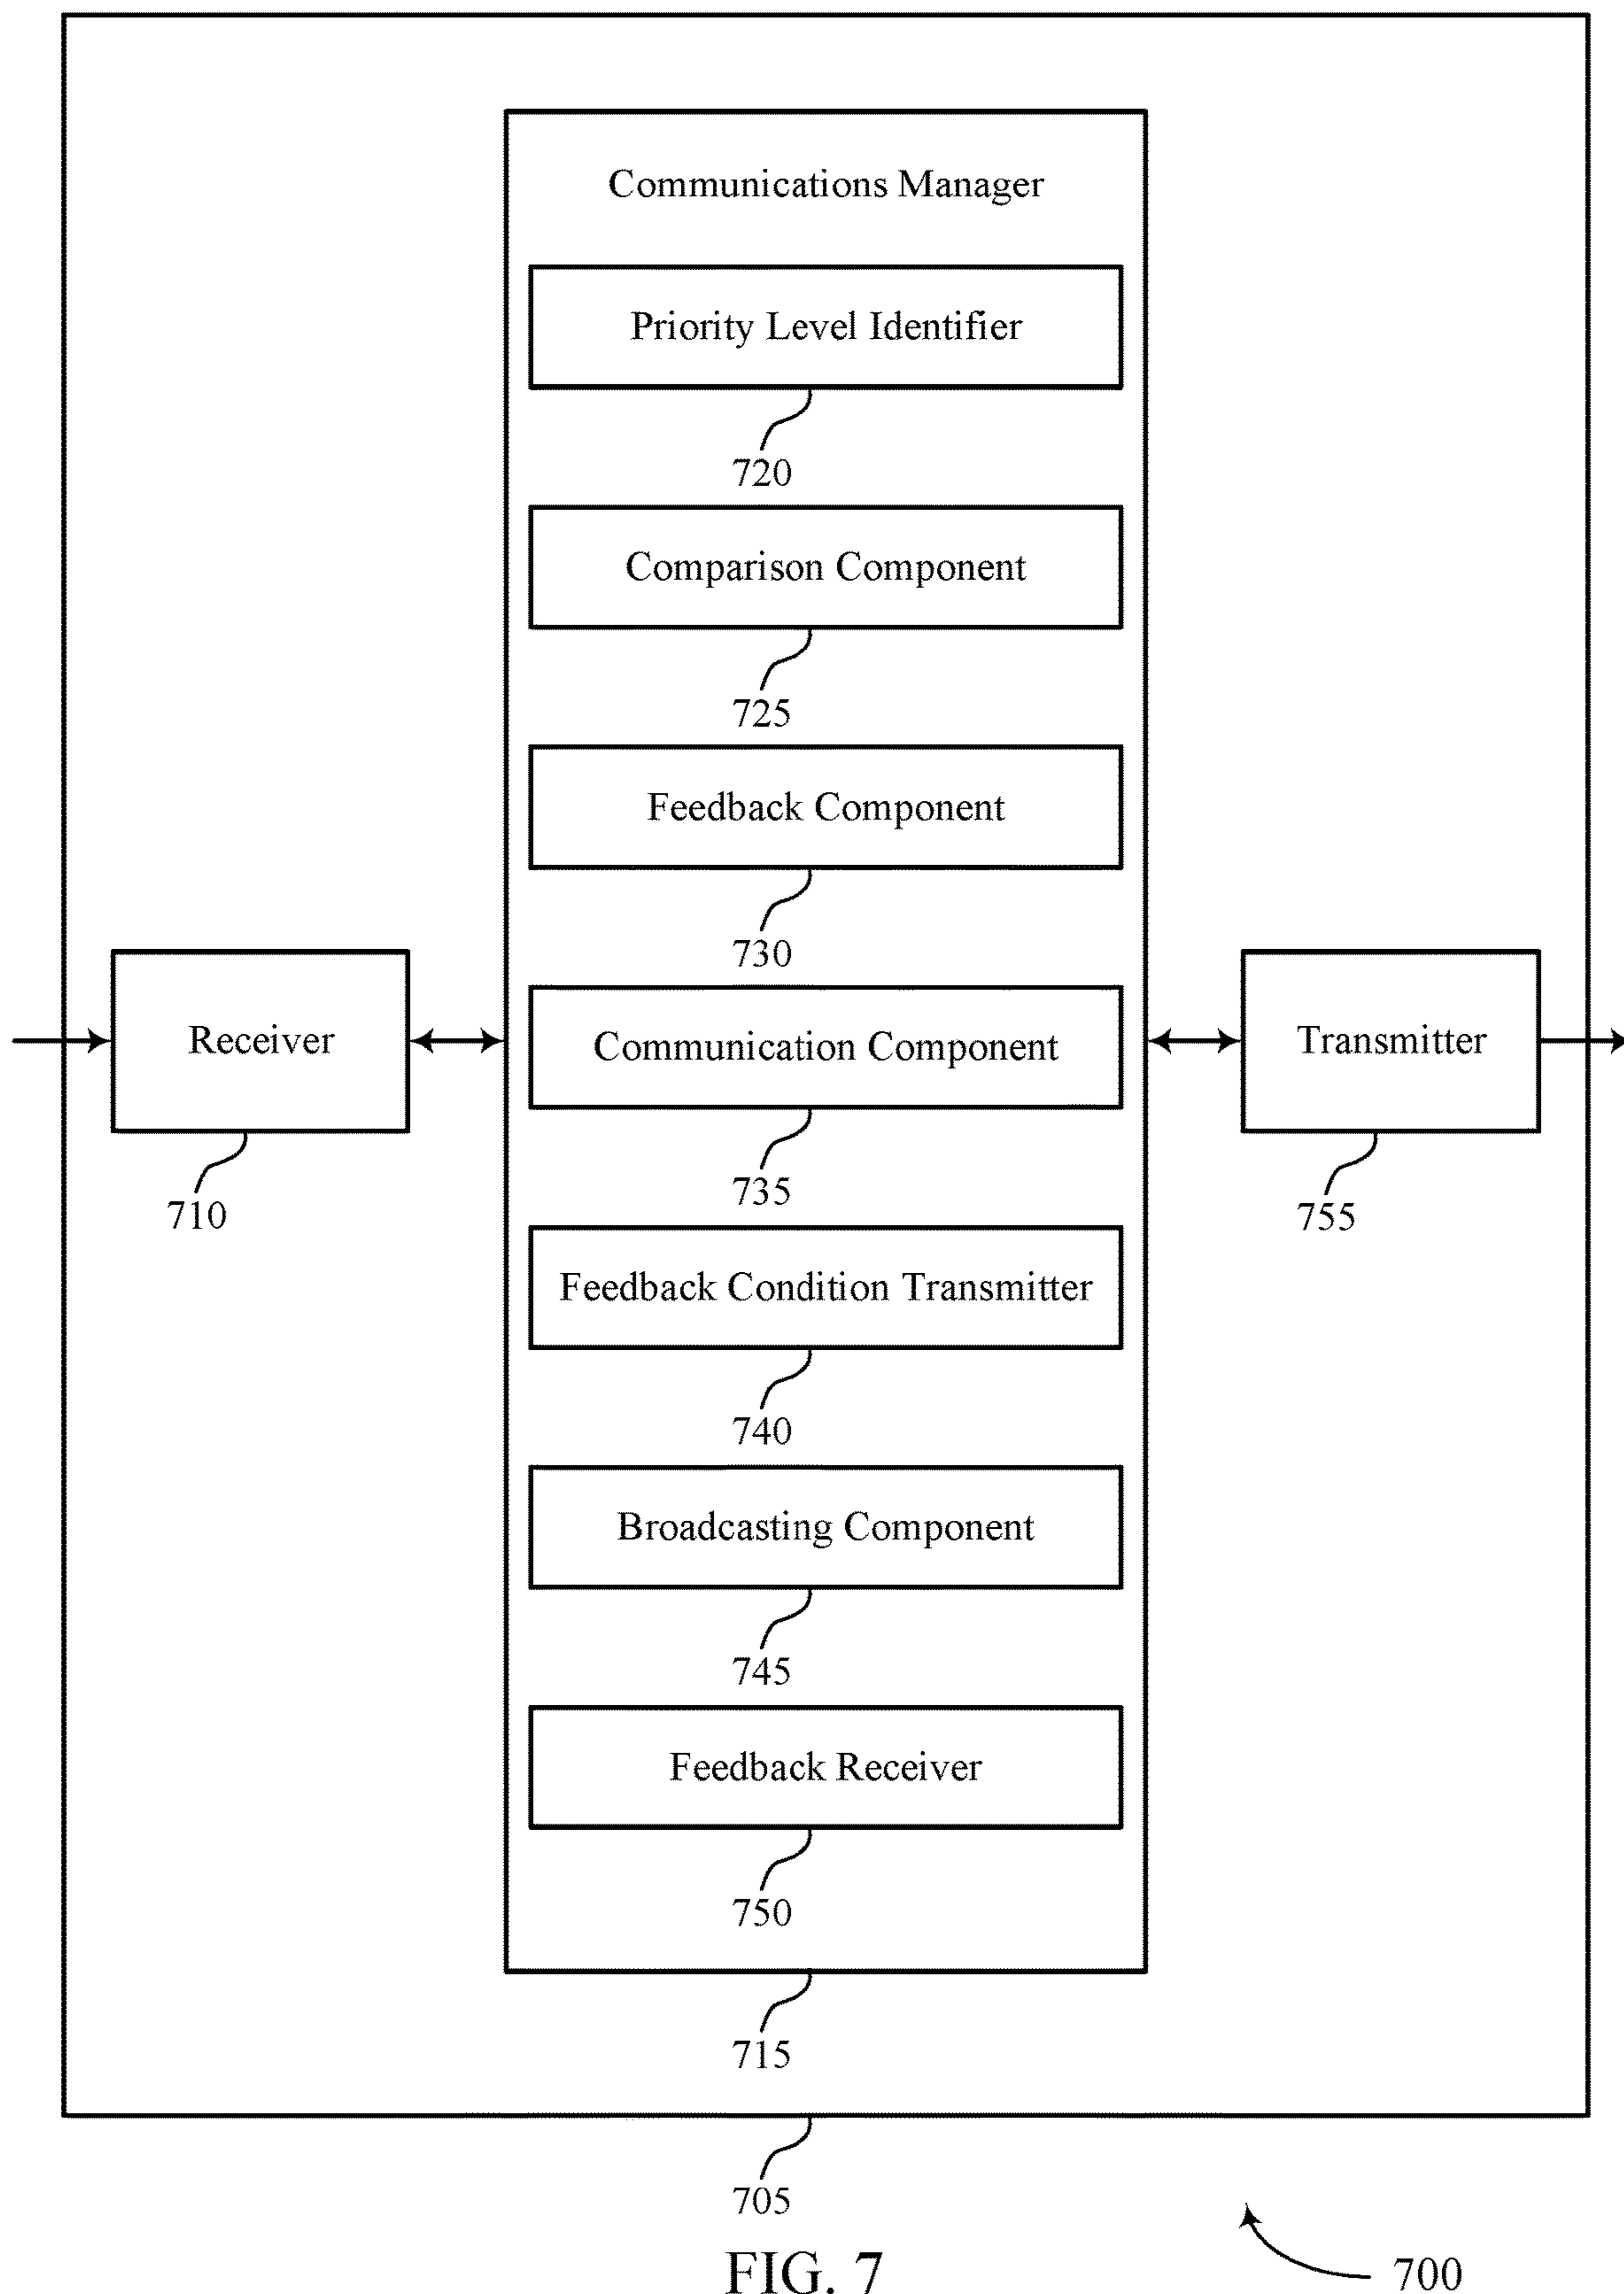 Communications Manager
Priority Level Identifier
720
Comparison Component
725
Feedback Component
730
Receiver
710
Communication Component
735
Transmitter
755
Feedback Condition Transmitter
740
Broadcasting Component
745
Feedback Receiver
750
715
705
700
FIG. 7